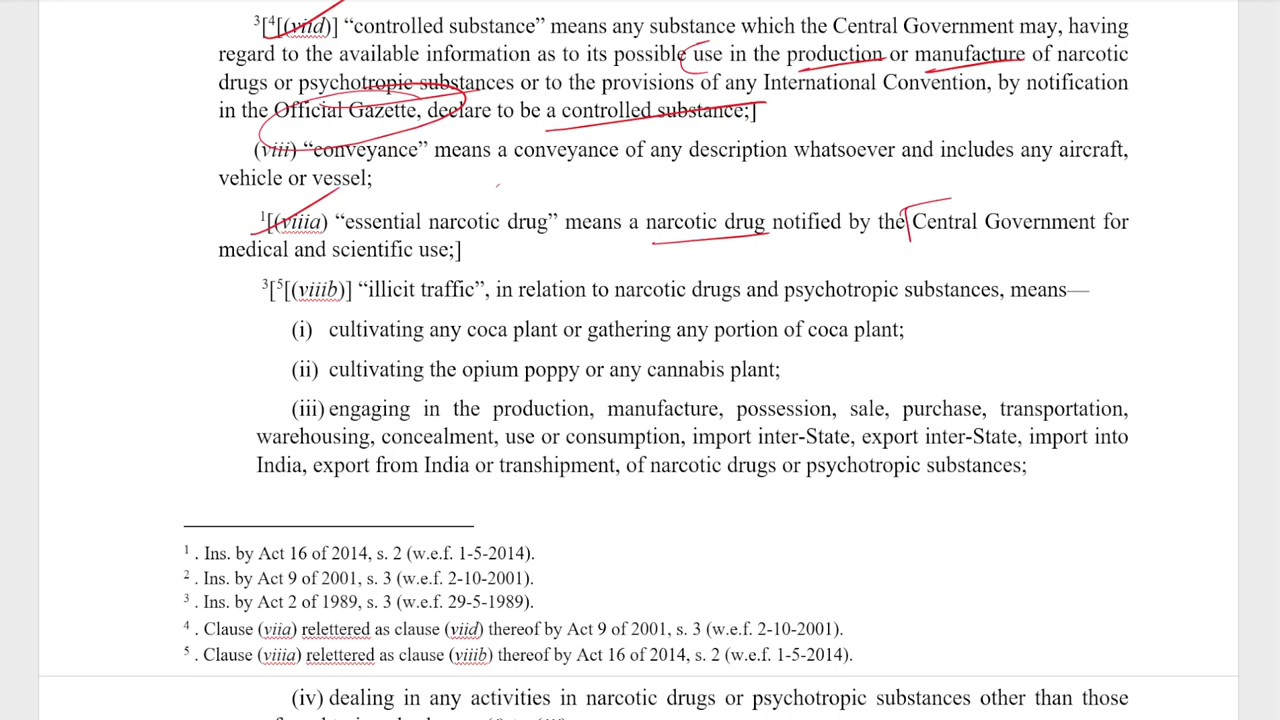 3[4[(viid)] “controlled substance” means any substance which the Central Government may, having
regard to the available information as to its possible use in the production or manufacture of narcotic
drugs or psychotropic substances or to the provisions of any International Convention, by notification
in the Official Gazette, declare to be a controlled substance;]
(viii) “conveyance” means a conveyance of any description whatsoever and includes any aircraft,
vehicle or vessel;
1[(viiia) “essential narcotic drug” means a narcotic drug notified by the Central Government for
medical and scientific use;]
3[5[(viiib)] “illicit traffic”, in relation to narcotic drugs and psychotropic substances, means—
(i) cultivating any coca plant or gathering any portion of coca plant;
(ii) cultivating the opium poppy or any cannabis plant;
(iii) engaging in the production, manufacture, possession, sale, purchase, transportation,
warehousing, concealment, use or consumption, import inter-State, export inter-State, import into
India, export from India or transhipment, of narcotic drugs or psychotropic substances;
1 . Ins. by Act 16 of 2014, s. 2 (w.e.f. 1-5-2014).
2 . Ins. by Act 9 of 2001, s. 3 (w.e.f. 2-10-2001).
3 . Ins. by Act 2 of 1989, s. 3 (w.e.f. 29-5-1989).
4 . Clause (viia) relettered as clause (viid) thereof by Act 9 of 2001, s. 3 (w.e.f. 2-10-2001).
5 . Clause (viiia) relettered as clause (viiib) thereof by Act 16 of 2014, s. 2 (w.e.f. 1-5-2014).
(iv) dealing in any activities in narcotic drugs or psychotropic substances other than those